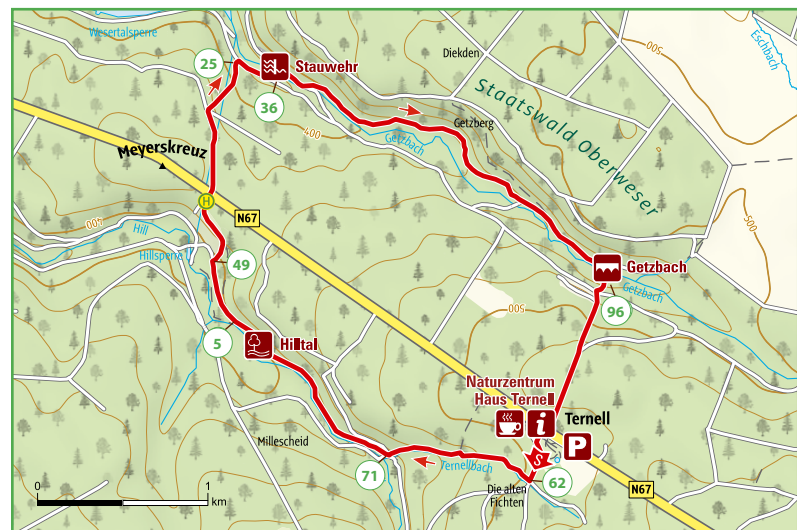 Wesertalsperre
Eschbach
25
Stauwehr
Diekden
500
36
Staatswald Oberweser
Getzberg
400
Getzbach
Meyerskreuz
H
N67
500
Hill
400
Hillsperre
49
Getzbach
Getzbach
96
500
5
Hilltal
Naturzentrum
Haus Ternell
i
Ternell
P
Millescheid
S
71
Ternellbach
62
Die alten
Fichten
N67
0
1
km